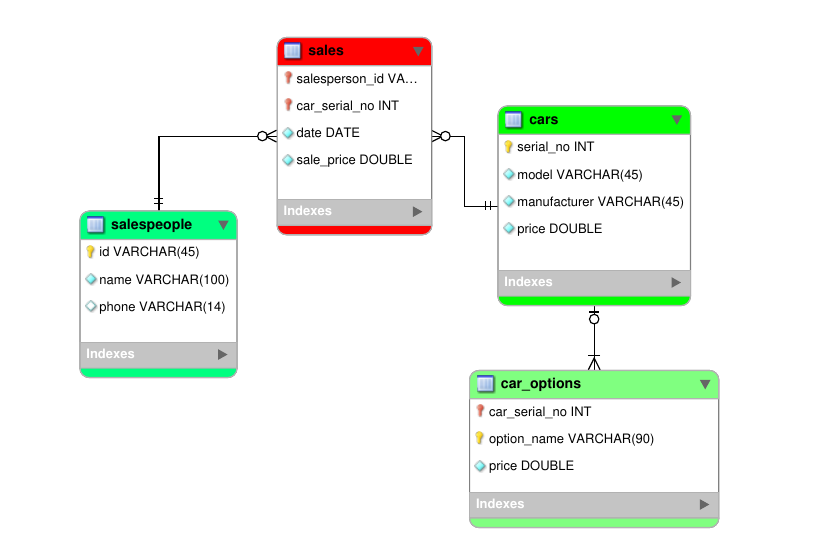 sales
salesperson_id VA...
car_serial_no INT
date DATE
sale_price DOUBLE
Indexes
cars
serial_no INT
model VARCHAR(45)
manufacturer VARCHAR(45)
price DOUBLE
Indexes
salespeople
id VARCHAR(45)
name VARCHAR(100)
phone VARCHAR(14)
Indexes
car_options
car_serial_no INT
option_name VARCHAR(90)
price DOUBLE
Indexes